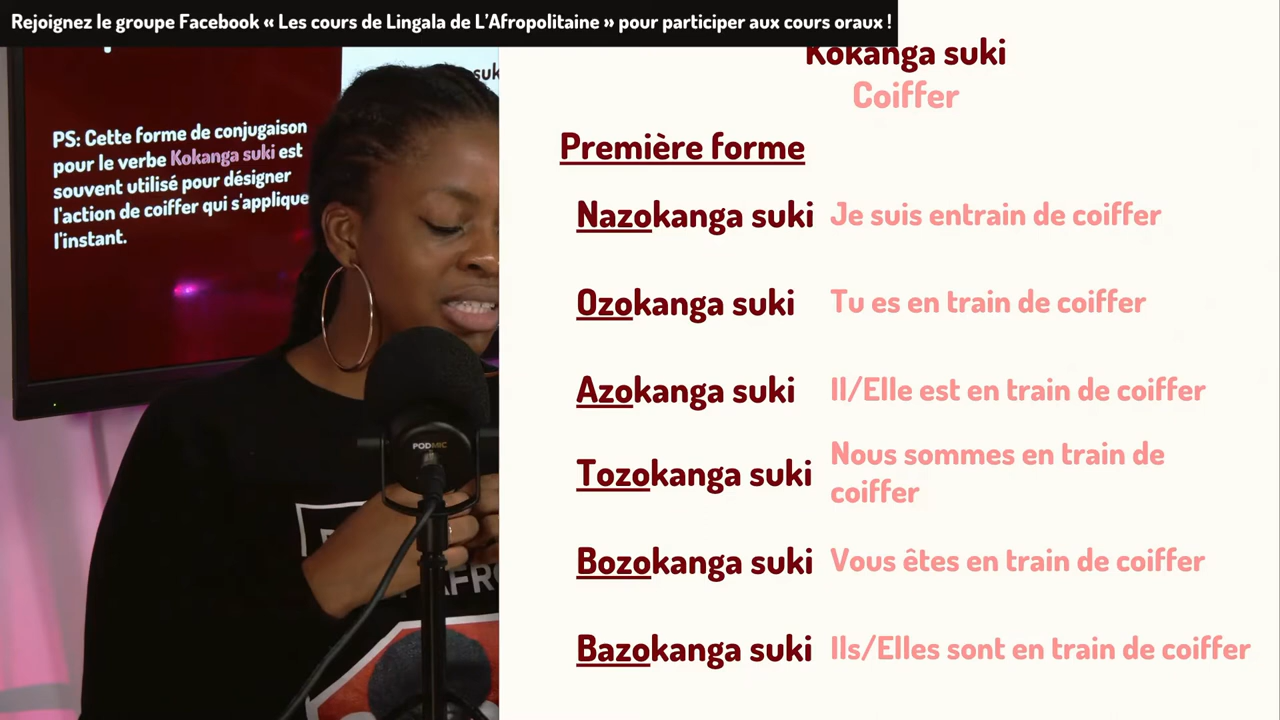 Rejoignez le groupe Facebook « Les cours de Lingala de L'Afropolitaine » pour participer aux cours oraux !
PS: Cette forme de conjugaison
pour le verbe Kokanga suki est
souvent utilisé pour désigner
l'action de coiffer qui s'applique
l'instant.
suk
PODMIC
AFR
Kokanga suki
Coiffer
Première forme
Nazokanga suki Je suis entrain de coiffer
Ozokanga suki Tu es en train de coiffer
Azokanga suki Il/Elle est en train de coiffer
Tozokanga suki Nous sommes en train de
coiffer
Bozokanga suki Vous êtes en train de coiffer
Bazokanga suki Ils/Elles sont en train de coiffer